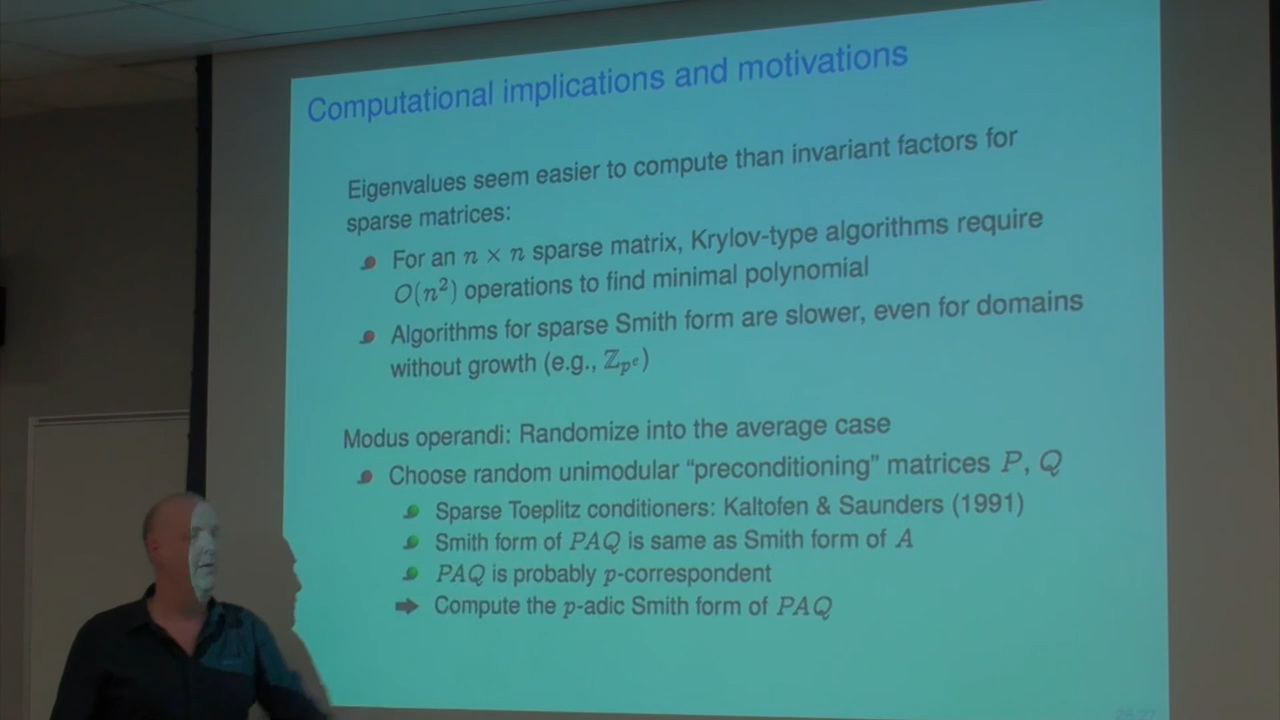 Computational implications and motivations
Eigenvalues seem easier to compute than invariant factors for
sparse matrices:
For an n × n sparse matrix, Krylov-type algorithms require
O(n²) operations to find minimal polynomial
Algorithms for sparse Smith form are slower, even for domains
without growth (e.g., ℤ_{p^e})
Modus operandi: Randomize into the average case
Choose random unimodular “preconditioning” matrices P, Q
Sparse Toeplitz conditioners: Kaltofen & Saunders (1991)
Smith form of PAQ is same as Smith form of A
PAQ is probably p-correspondent
Compute the p-adic Smith form of PAQ